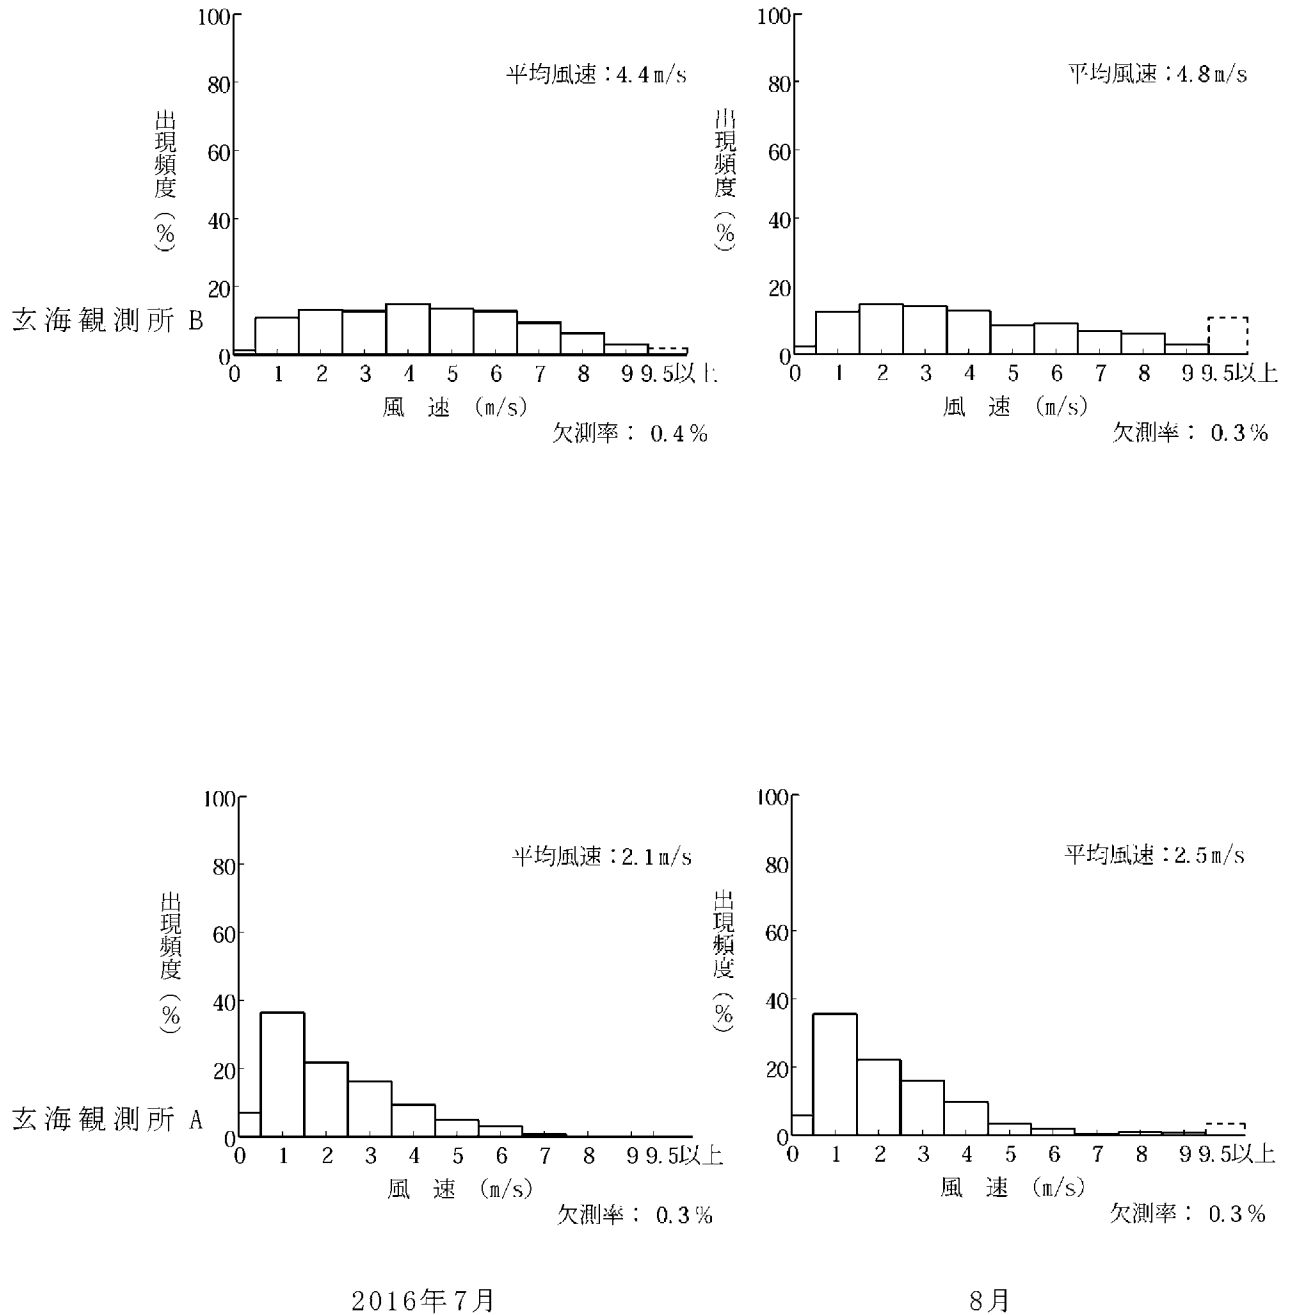 100
80
60
40
20
0
出現頻度(%)
平均風速：4.4m/s
0 1 2 3 4 5 6 7 8 9 9.5以上
風 速 (m/s)
欠測率： 0.4%
100
80
60
40
20
0
出現頻度(%)
平均風速：4.8m/s
0 1 2 3 4 5 6 7 8 9 9.5以上
風 速 (m/s)
欠測率： 0.3%
玄海観測所 B
100
80
60
40
20
0
出現頻度(%)
平均風速：2.1m/s
0 1 2 3 4 5 6 7 8 9 9.5以上
風 速 (m/s)
欠測率： 0.3%
100
80
60
40
20
0
出現頻度(%)
平均風速：2.5m/s
0 1 2 3 4 5 6 7 8 9 9.5以上
風 速 (m/s)
欠測率： 0.3%
玄海観測所 A
2016年7月
8月